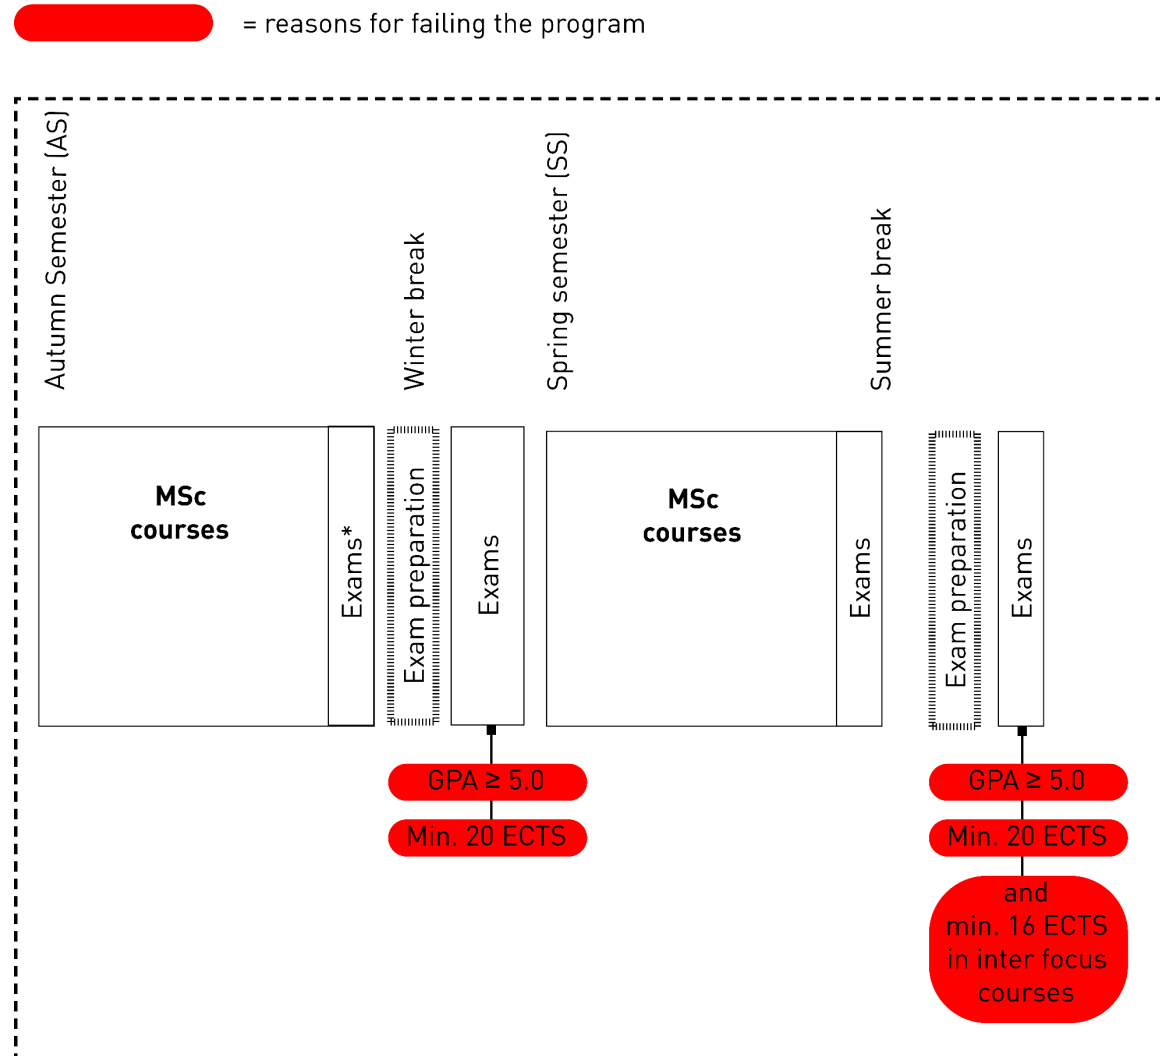 = reasons for failing the program
Autumn Semester (AS)
Winter break
Spring semester (SS)
Summer break
MSc
courses
Exams*
Exam preparation
Exams
MSc
courses
Exams
Exam preparation
Exams
GPA ≥ 5.0
Min. 20 ECTS
GPA ≥ 5.0
Min. 20 ECTS
and
min. 16 ECTS
in inter focus
courses